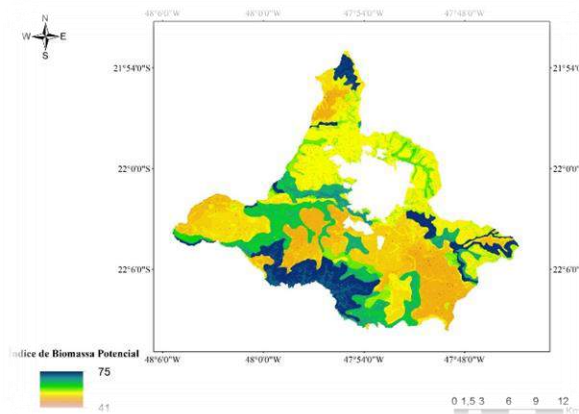 N
W E
S
48°6'0"W 48°0'0"W 47°54'0"W 47°48'0"W
21°54'0"S 21°54'0"S
22°0'0"S 22°0'0"S
22°6'0"S 22°6'0"S
48°6'0"W 48°0'0"W 47°54'0"W 47°48'0"W
Indice de Biomassa Potencial
75
41
0 1,5 3 6 9 12
Km